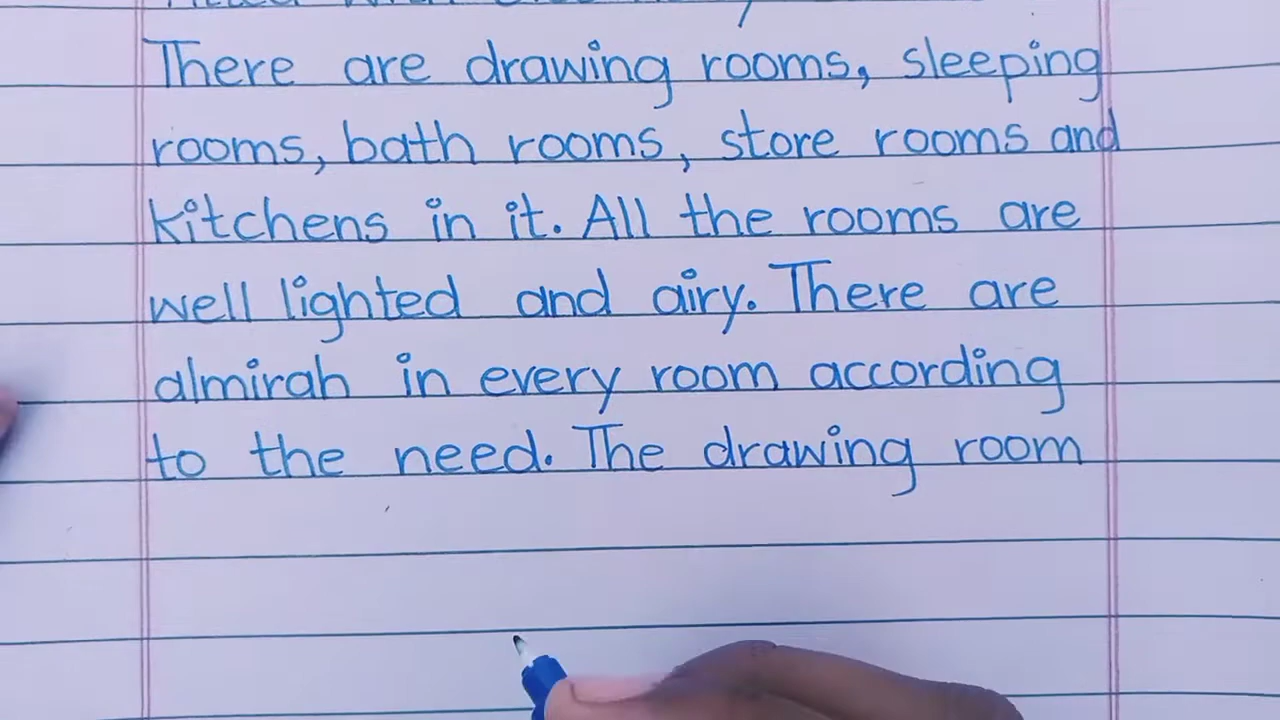 There are drawing rooms, sleeping
rooms, bath rooms, store rooms and
kitchens in it. All the rooms are
well lighted and airy. There are
almirah in every room according
to the need. The drawing room